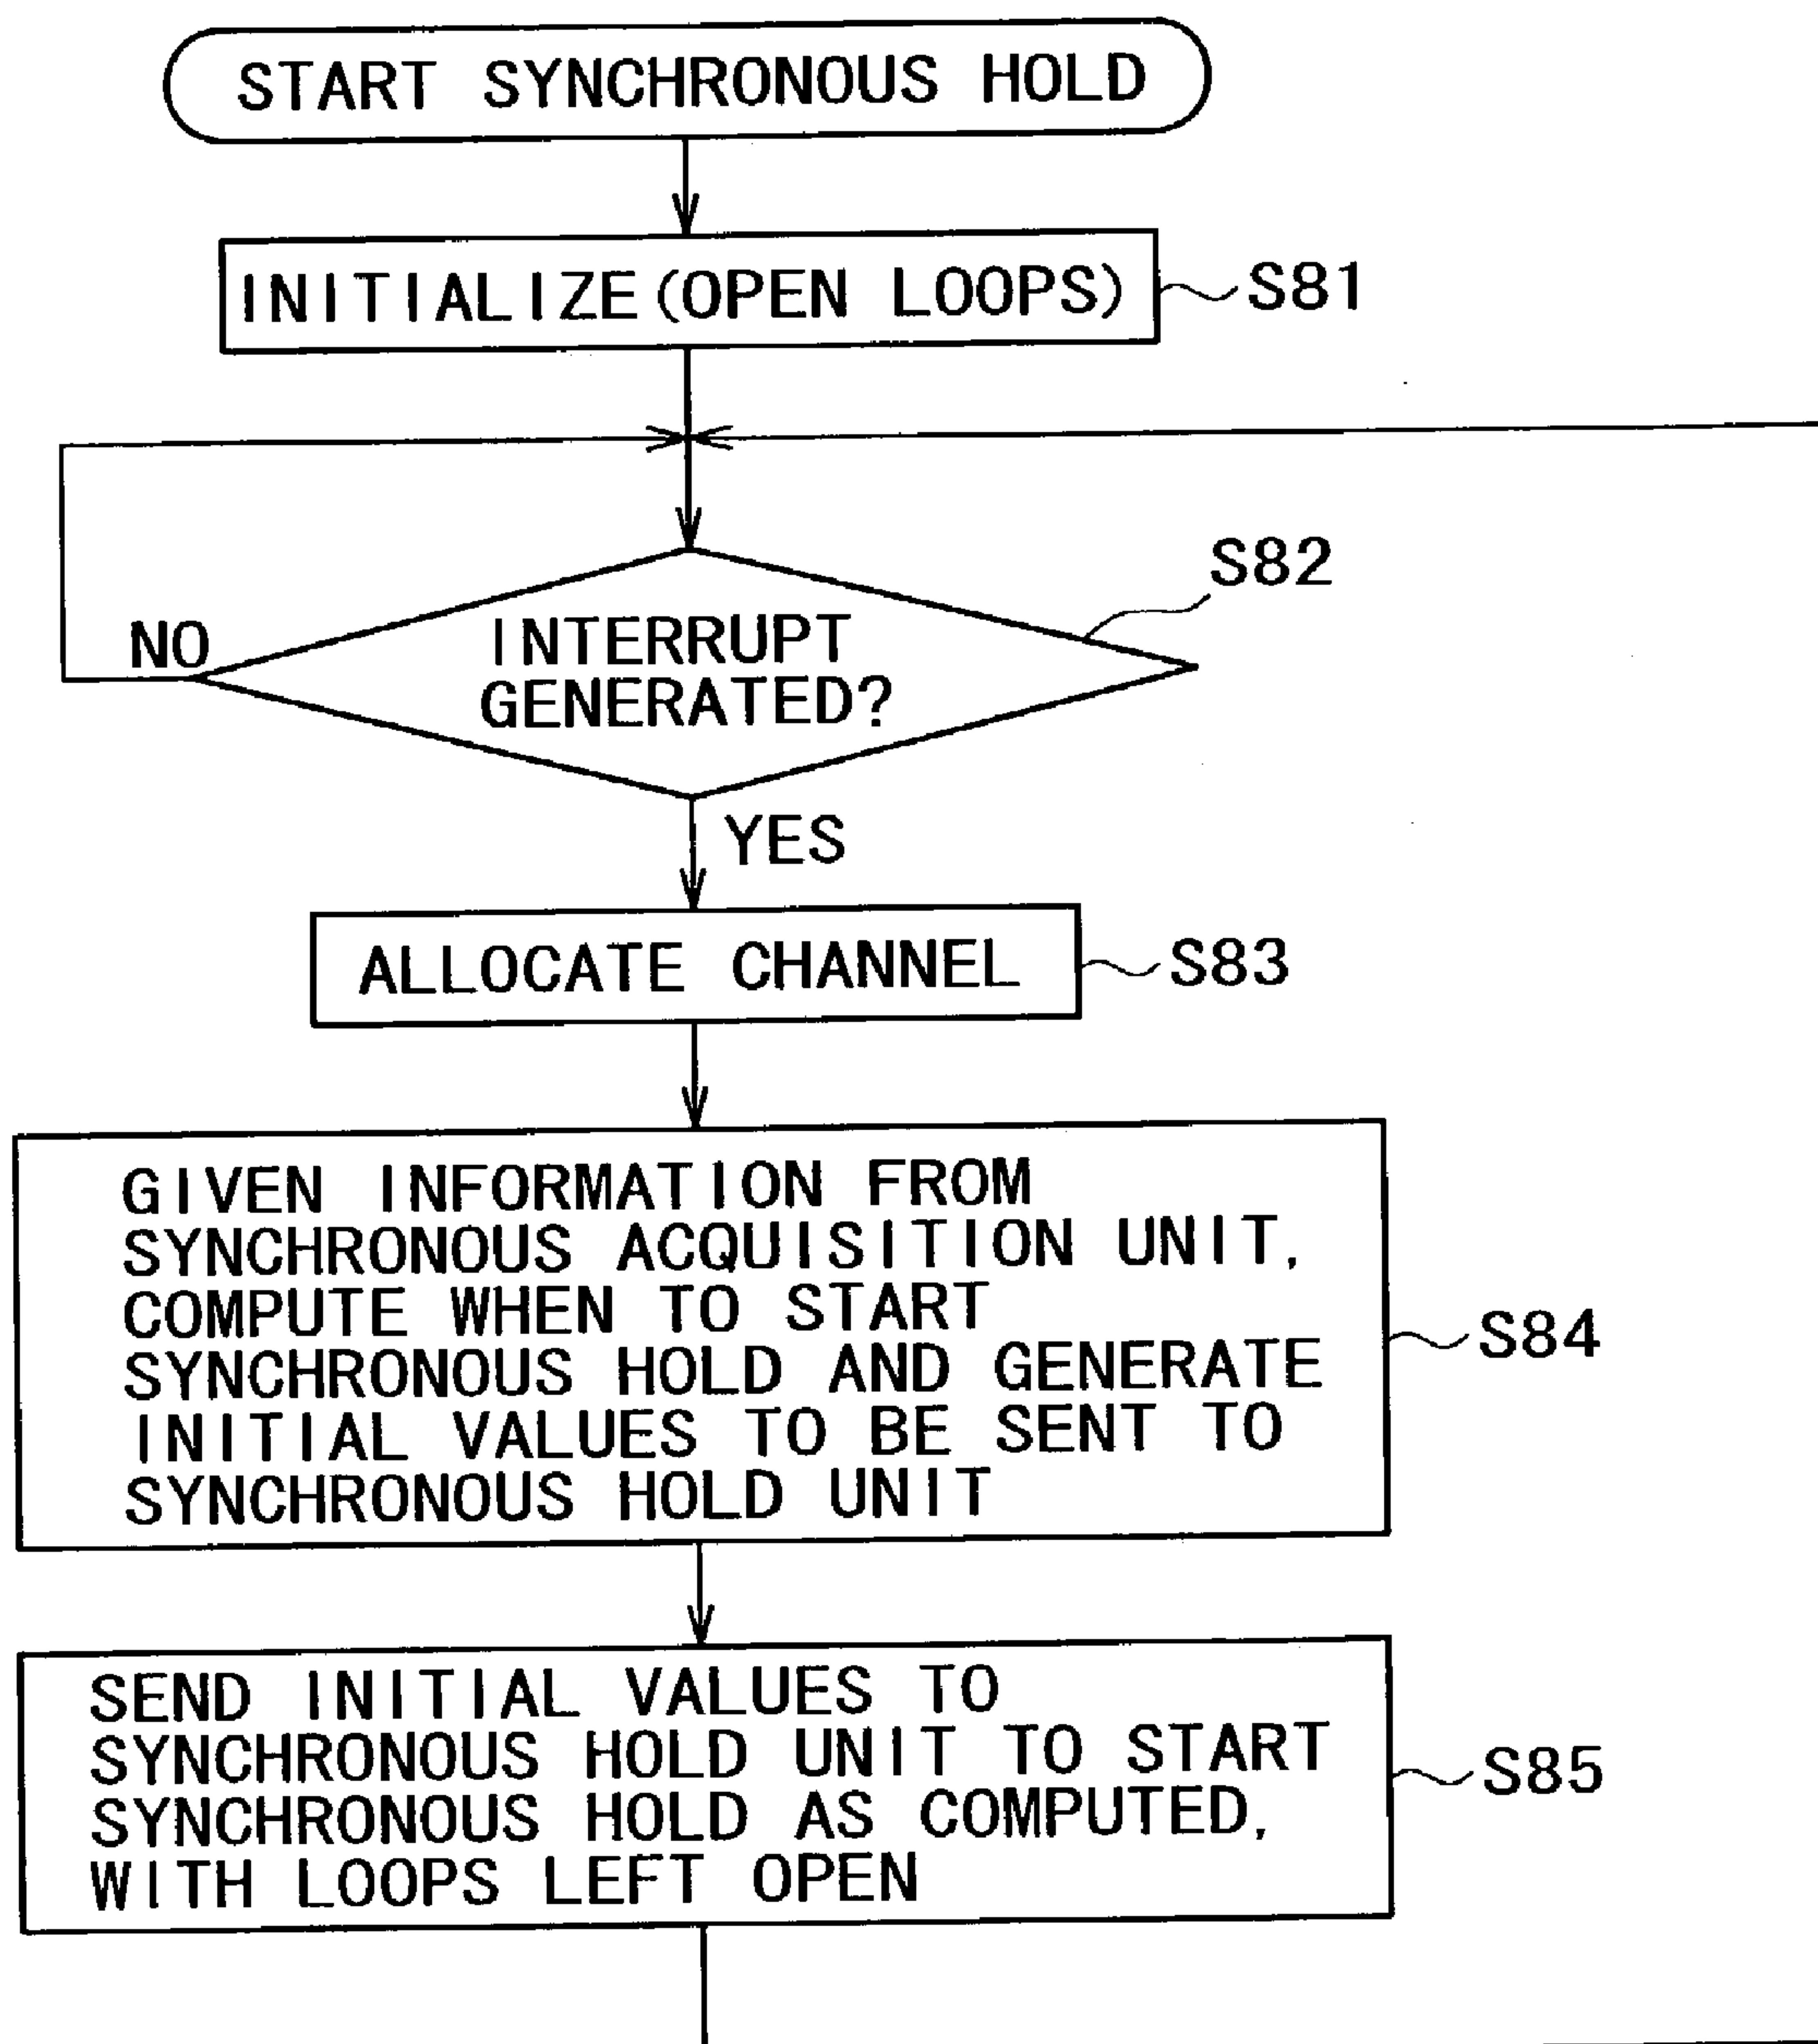 START SYNCHRONOUS HOLD
INITIALIZE(OPEN LOOPS)
S81
S82
NO
INTERRUPT
GENERATED?
YES
ALLOCATE CHANNEL
S83
GIVEN INFORMATION FROM
SYNCHRONOUS ACQUISITION UNIT,
COMPUTE WHEN TO START
SYNCHRONOUS HOLD AND GENERATE
INITIAL VALUES TO BE SENT TO
SYNCHRONOUS HOLD UNIT
S84
SEND INITIAL VALUES TO
SYNCHRONOUS HOLD UNIT TO START
SYNCHRONOUS HOLD AS COMPUTED,
WITH LOOPS LEFT OPEN
S85